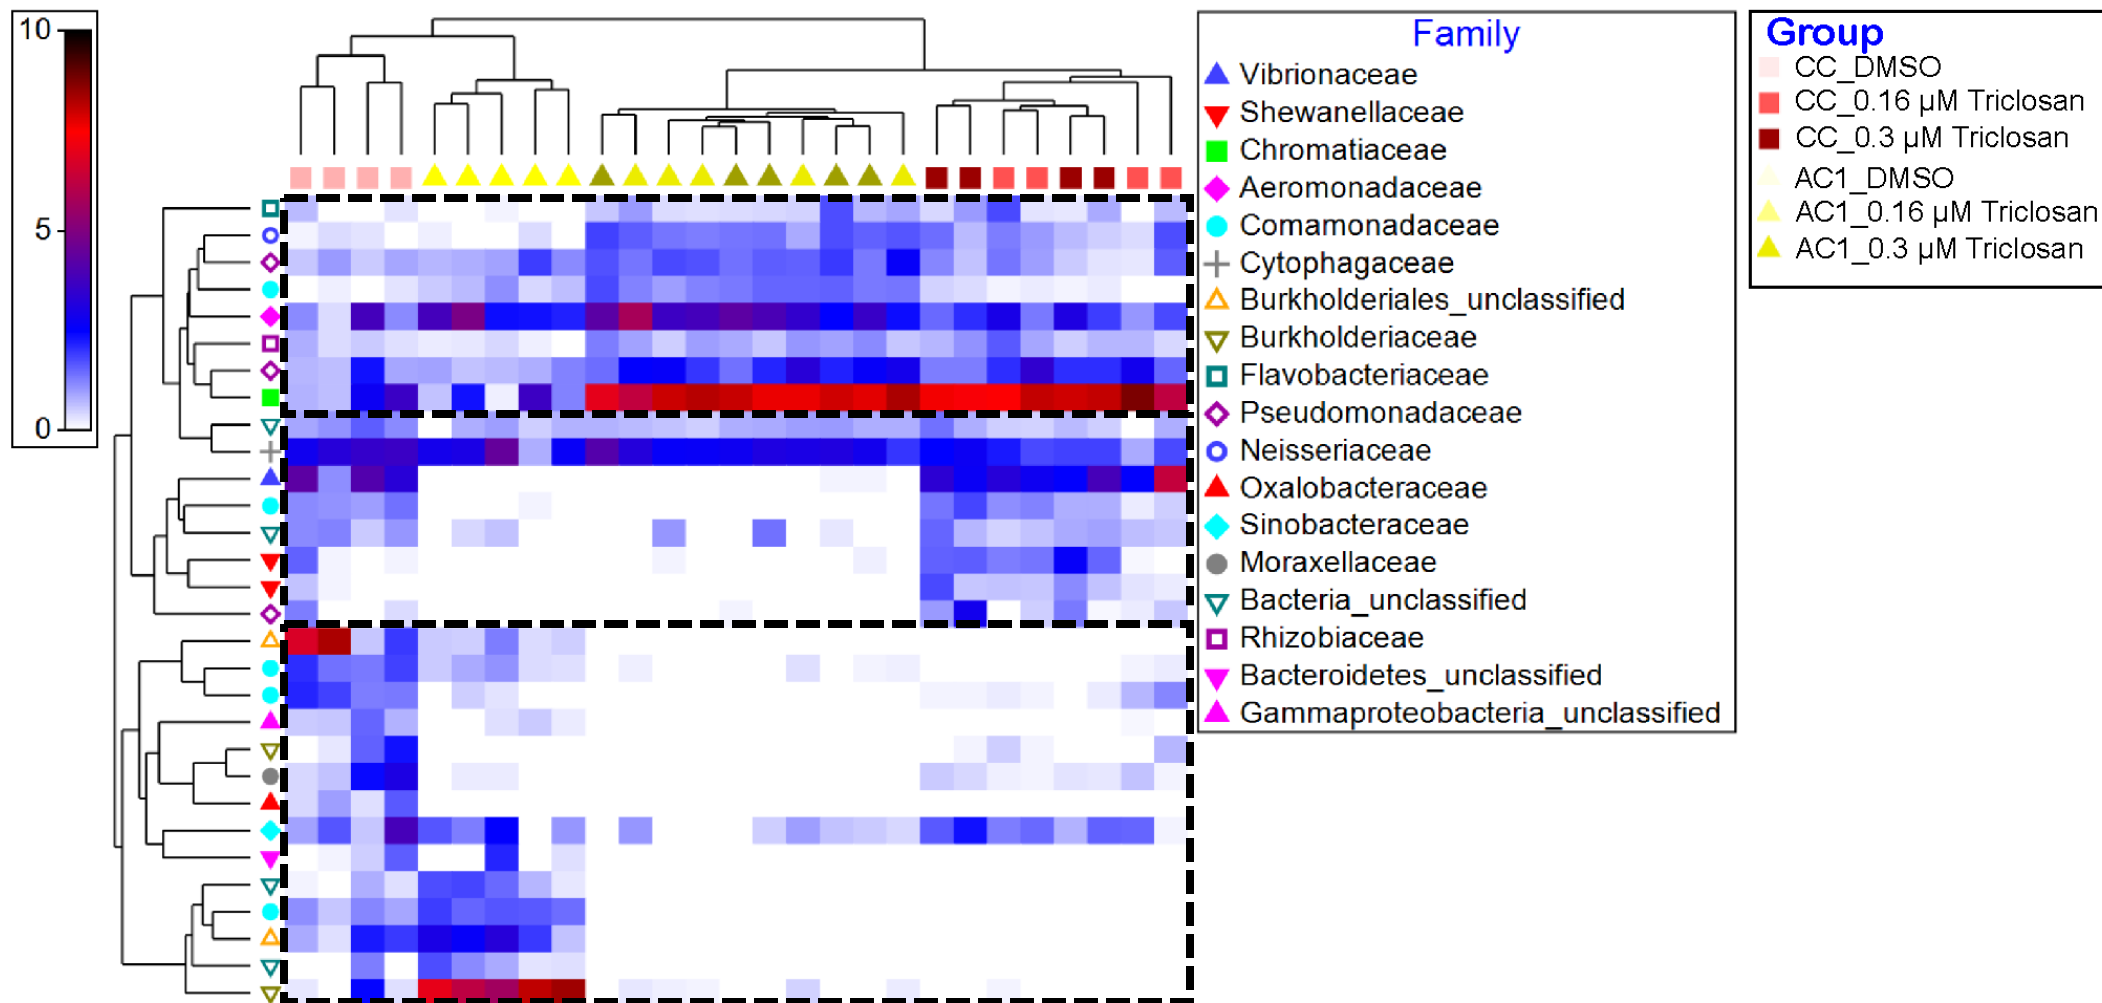 10
5
0
Family
Vibrionaceae
Shewanellaceae
Chromatiaceae
Aeromonadaceae
Comamonadaceae
Cytophagaceae
Burkholderiales_unclassified
Burkholderiaceae
Flavobacteriaceae
Pseudomonadaceae
Neisseriaceae
Oxalobacteraceae
Sinobacteraceae
Moraxellaceae
Bacteria_unclassified
Rhizobiaceae
Bacteroidetes_unclassified
Gammaproteobacteria_unclassified
Group
CC_DMSO
CC_0.16 µM Triclosan
CC_0.3 µM Triclosan
AC1_DMSO
AC1_0.16 µM Triclosan
AC1_0.3 µM Triclosan